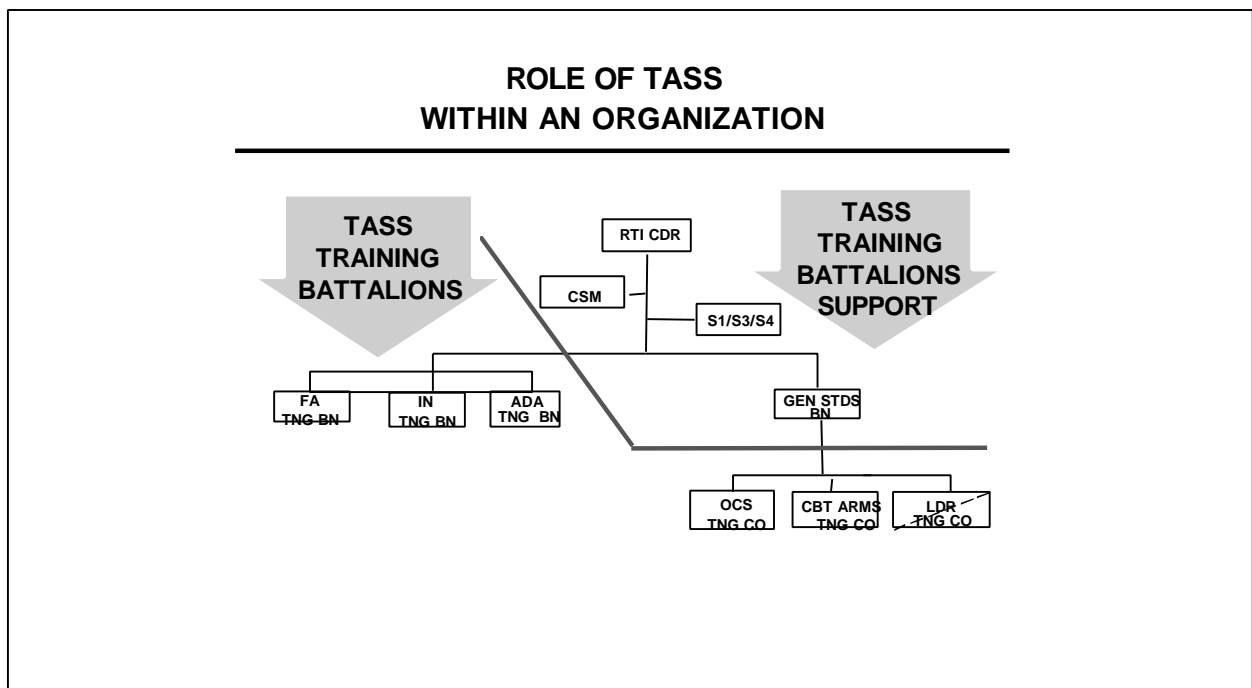 ROLE OF TASS
WITHIN AN ORGANIZATION
TASS
TRAINING
BATTALIONS
TASS
TRAINING
BATTALIONS
SUPPORT
RTI CDR
CSM
S1/S3/S4
FA
TNG BN
IN
TNG BN
ADA
TNG BN
GEN STDS
BN
OCS
TNG CO
CBT ARMS
TNG CO
LDR
TNG CO